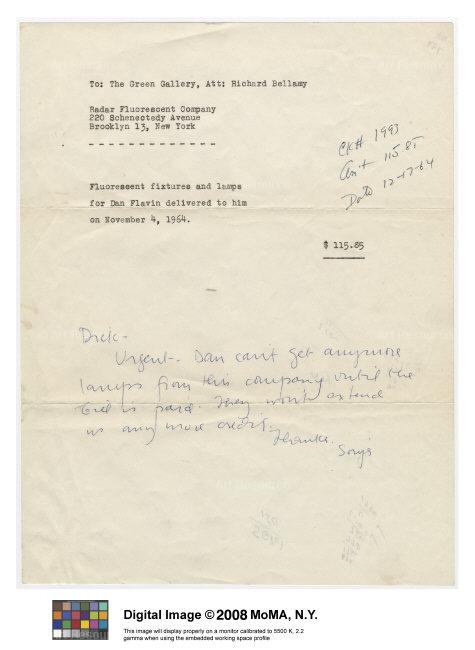 To: The Green Gallery, Att: Richard Bellamy
Radar Fluorescent Company
220 Schenectedy Avenue
Brooklyn 13, New York
- - - - - - - - - - - - -
CK# 1993
Amt 115.85
Date 12-17-64
Fluorescent fixtures and lamps
for Dan Flavin delivered to him
on November 4, 1964.
$ 115.85
Dick-
Urgent-. Dan can't get anymore
lamps from this company until the
bill is paid. They won't extend
us any more credit.
Thanks.
Sonja
Digital Image © 2008 MoMA, N.Y.
This image will display properly on a monitor calibrated to 5500 K, 2.2
gamma when using the embedded working space profile